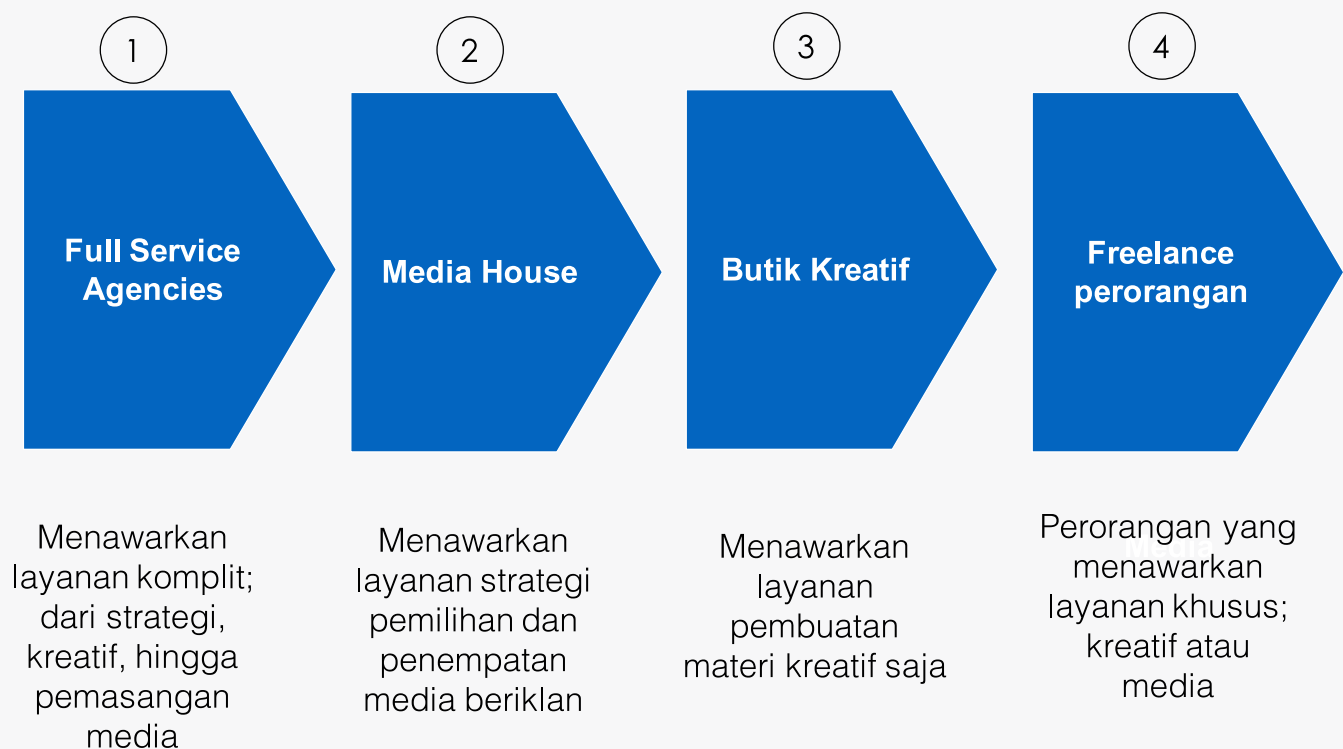 1
Full Service
Agencies
Menawarkan
layanan komplit;
dari strategi,
kreatif, hingga
pemasangan
media
2
Media House
Menawarkan
layanan strategi
pemilihan dan
penempatan
media beriklan
3
Butik Kreatif
Menawarkan
layanan
pembuatan
materi kreatif saja
4
Freelance
perorangan
Perorangan yang
Media
menawarkan
layanan khusus;
kreatif atau
media